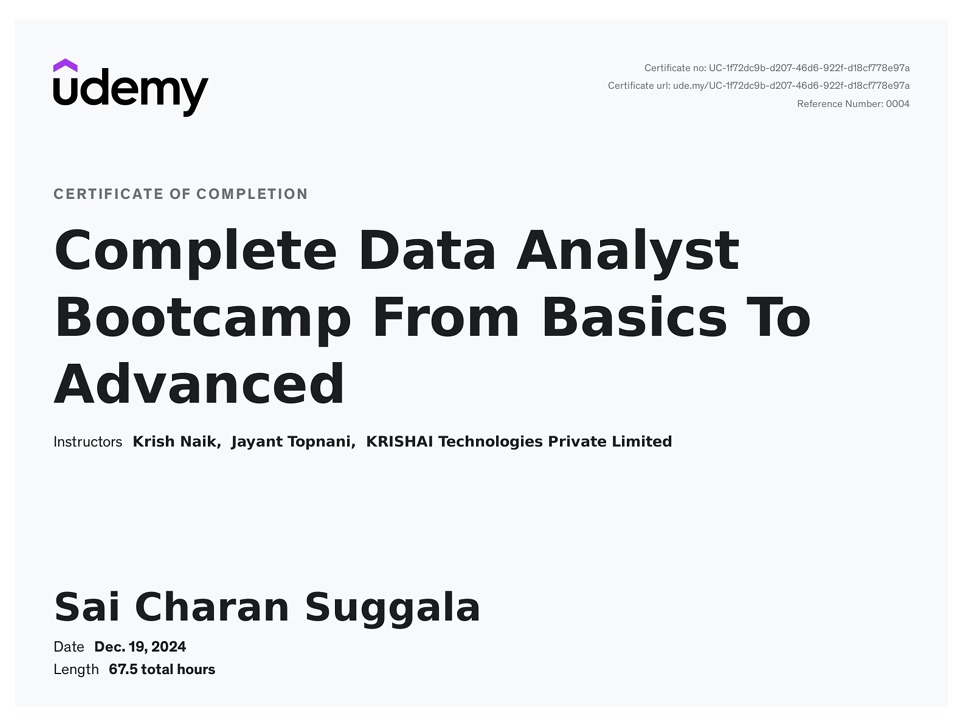 udemy
Certificate no: UC-1f72dc9b-d207-46d6-922f-d18cf778e97a
Certificate url: ude.my/UC-1f72dc9b-d207-46d6-922f-d18cf778e97a
Reference Number: 0004
CERTIFICATE OF COMPLETION
Complete Data Analyst
Bootcamp From Basics To
Advanced
Instructors Krish Naik, Jayant Topnani, KRISHAI Technologies Private Limited
Sai Charan Suggala
Date Dec. 19, 2024
Length 67.5 total hours